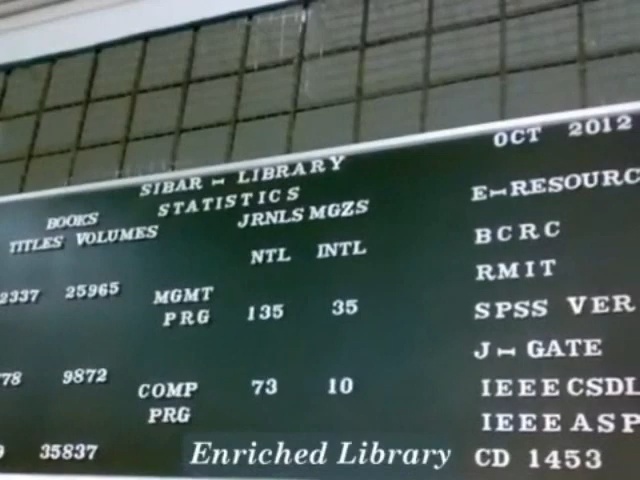 OCT 2012
SIBAR - LIBRARY
STATISTICS
BOOKS
TITLES VOLUMES
JRNLS MGZS
NTL INTL
E-RESOURC
BCRC
RMIT
2337 25965 MGMT PRG 135 35
SPSS VER
J-GATE
78 9872 COMP PRG 73 10
IEEE CSDL
IEEE ASP
35837
CD 1453
Enriched Library